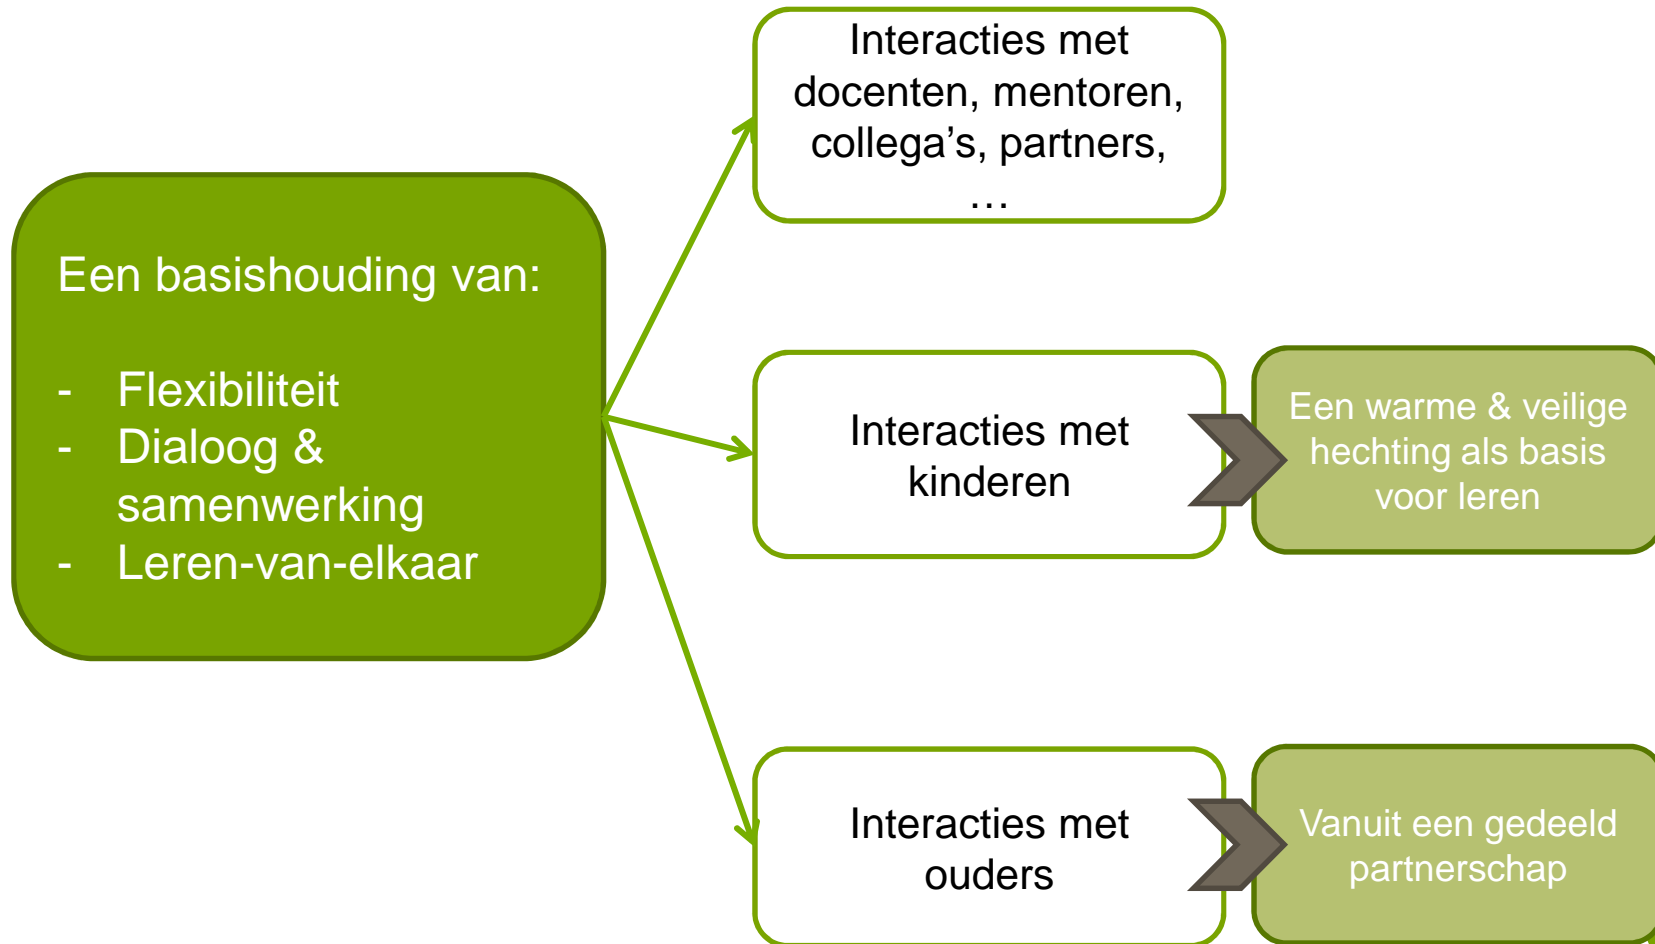 Een basishouding van:
- Flexibiliteit
- Dialoog &
samenwerking
- Leren-van-elkaar
Interacties met
docenten, mentoren,
collega’s, partners,
…
Interacties met
kinderen
Een warme & veilige
hechting als basis
voor leren
Interacties met
ouders
Vanuit een gedeeld
partnerschap